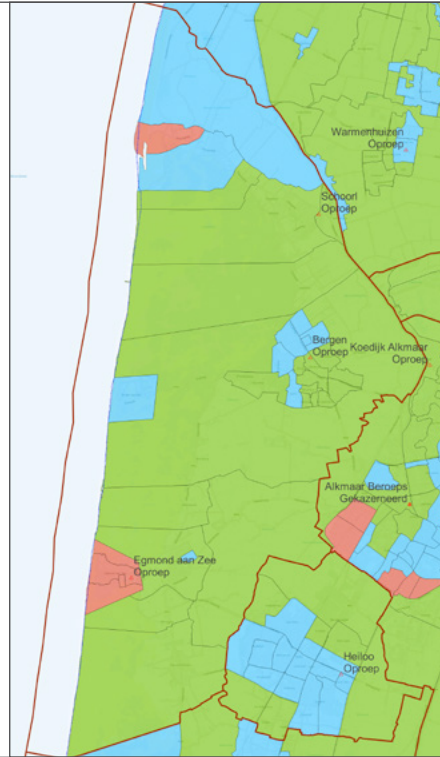 Warmenhuizen
Oproep
Schoorl
Oproep
Bergen
Oproep
Koedijk Alkmaar
Oproep
Alkmaar Beroeps
Gekazerneerd
Egmond aan Zee
Oproep
Heiloo
Oproep